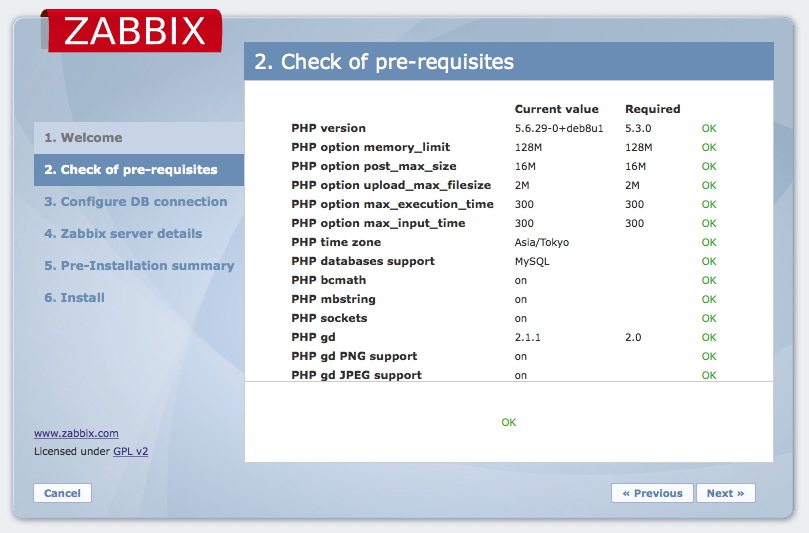 ZABBIX
2. Check of pre-requisites
1. Welcome
2. Check of pre-requisites
3. Configure DB connection
4. Zabbix server details
5. Pre-Installation summary
6. Install
Current value Required
PHP version 5.6.29-0+deb8u1 5.3.0 OK
PHP option memory_limit 128M 128M OK
PHP option post_max_size 16M 16M OK
PHP option upload_max_filesize 2M 2M OK
PHP option max_execution_time 300 300 OK
PHP option max_input_time 300 300 OK
PHP time zone Asia/Tokyo OK
PHP databases support MySQL OK
PHP bcmath on OK
PHP mbstring on OK
PHP sockets on OK
PHP gd 2.1.1 2.0 OK
PHP gd PNG support on OK
PHP gd JPEG support on OK
OK
www.zabbix.com
Licensed under GPL v2
Cancel
« Previous
Next »